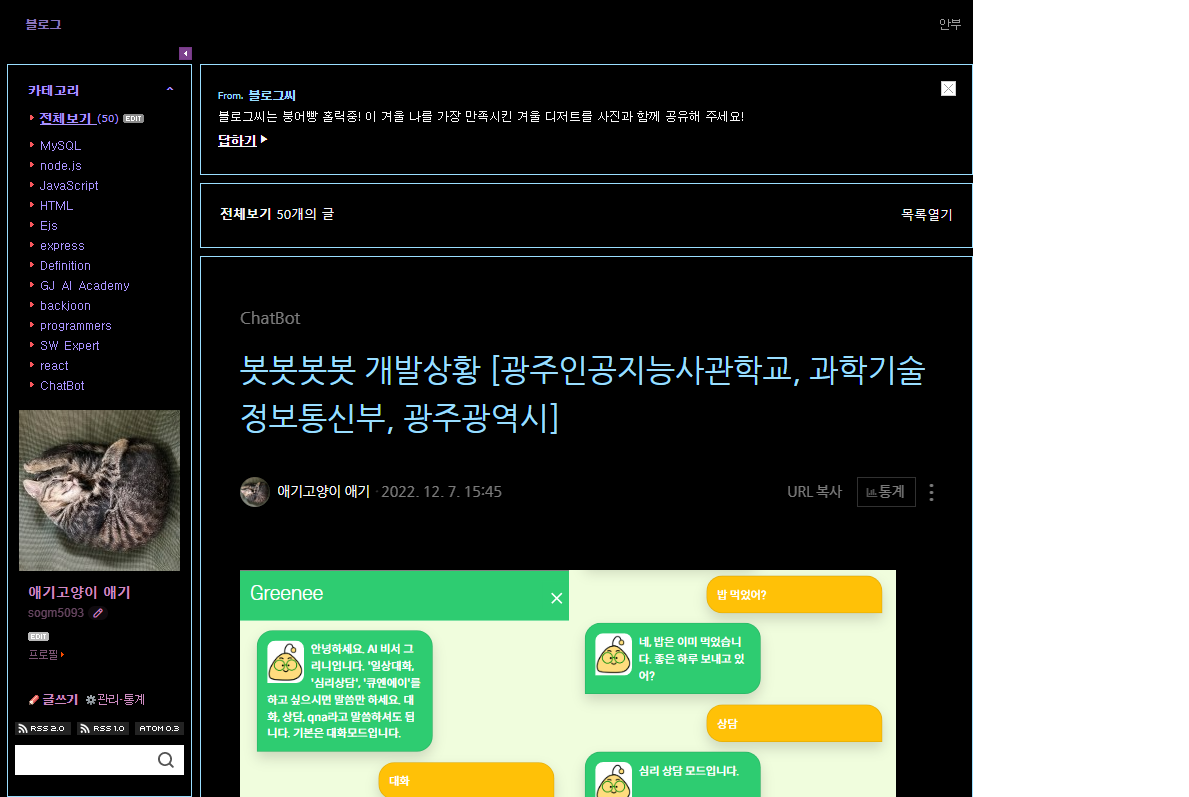 블로그
안부
카테고리
전체보기 (50) EDIT
MySQL
node.js
JavaScript
HTML
Ejs
express
Definition
GJ AI Academy
backjoon
programmers
SW Expert
react
ChatBot
애기고양이 애기
sogm5093
EDIT
프로필
글쓰기 관리·통계
RSS 2.0 RSS 1.0 ATOM 0.3
From. 블로그씨
블로그씨는 붕어빵 홀릭중! 이 겨울 나를 가장 만족시킨 겨울 디저트를 사진과 함께 공유해 주세요!
답하기
전체보기 50개의 글
목록열기
ChatBot
봇봇봇봇 개발상황 [광주인공지능사관학교, 과학기술
정보통신부, 광주광역시]
애기고양이 애기 · 2022. 12. 7. 15:45
URL 복사 통계
Greenee
안녕하세요. AI 비서 그
리니입니다. '일상대화,
'심리상담', '큐엔에이'를
하고 싶으시면 말씀만 하세요. 대
화, 상담, qna라고 말씀하셔도 됩
니다. 기본은 대화모드입니다.
대화
밥 먹었어?
네, 밥은 이미 먹었습니
다. 좋은 하루 보내고 있
어?
상담
심리 상담 모드입니다.